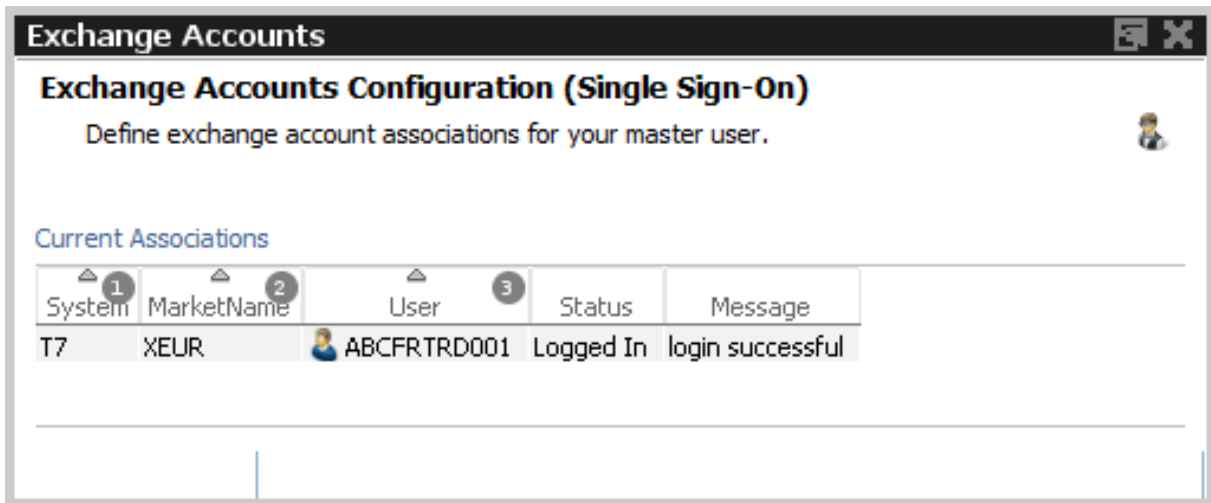 Exchange Accounts
Exchange Accounts Configuration (Single Sign-On)
Define exchange account associations for your master user.
Current Associations
System 1 MarketName 2 User 3 Status Message
T7 XEUR ABCFRTRD001 Logged In login successful